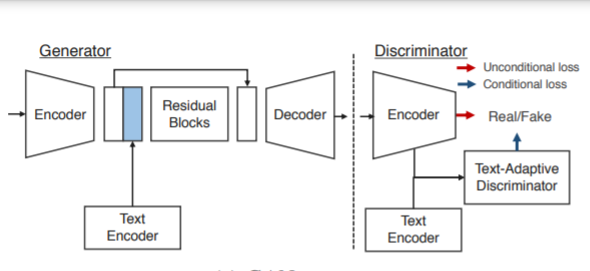 Generator
Discriminator
Unconditional loss
Conditional loss
Encoder
Residual
Blocks
Decoder
Encoder
Real/Fake
Text-Adaptive
Discriminator
Text
Encoder
Text
Encoder